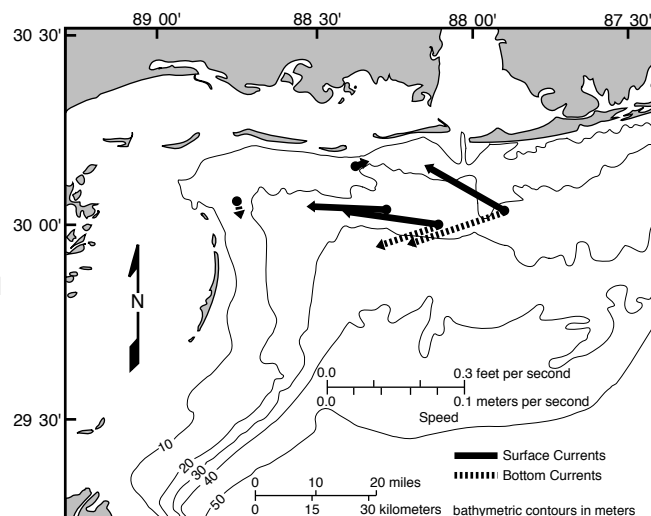 89 00' 88 30' 88 00' 87 30'
30 30'
30 00'
N
0.0 0.3 feet per second
0.0 0.1 meters per second
Speed
29 30'
10
20
30
40
50
Surface Currents
Bottom Currents
0 10 20 miles
0 15 30 kilometers
bathymetric contours in meters